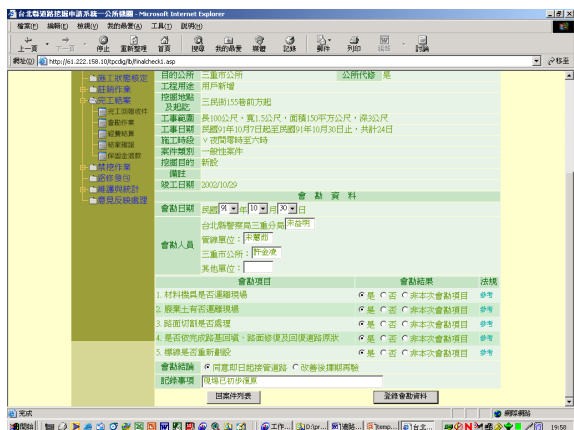 台北縣道路挖掘申請系統－公所機關 - Microsoft Internet Explorer
檔案(F) 編輯(E) 檢視(V) 我的最愛(A) 工具(T) 說明(H)
上一頁 下一頁 停止 重新整理 首頁 搜尋 我的最愛 媒體 記錄 郵件 列印 編輯 討論
網址(D) http://61.222.158.10/tpcdig/lb/finalcheck1.asp 移至
施工狀態核定
註銷作業
完工結案
完工回報收件
會勘作業
經費結算
結案確認
保固金退款
禁挖作業
路修發包
維護與統計
意見反映處理
目的公所 三重市公所 公所代修 是
工程用途 用戶新增
挖掘地點及起訖 三民街155巷前方起
工事範圍 長100公尺，寬1.5公尺，面積150平方公尺，深3公尺
工事日期 民國91年10月7日起至民國91年10月30日止，共計24日
施工時段 ∨夜間零時至六時
案件類別 一般性案件
挖掘目的 新設
備註
竣工日期 2002/10/29
會 勘 資 料
會勘日期 民國 91 年 10 月 30 日
會勘人員
台北縣警察局三重分局
管線單位：
三重市公所：
其他單位：
會勘項目 會勘結果 法規
1. 材料機具是否運離現場 是 否 非本次會勘項目 參考
2. 廢棄土有否運離現場 是 否 非本次會勘項目 參考
3. 路面切割是否處理 是 否 非本次會勘項目 參考
4. 是否依完成路基回填、路面修復及回復道路原狀 是 否 非本次會勘項目 參考
5. 標線是否重新劃設 是 否 非本次會勘項目 參考
會勘結論 同意即日起接管道路 改善後擇期再驗
記錄事項 現場已初步復原
回案件列表 登錄會勘資料
完成 網際網路
開始 工作... D:\pr... 道路... temp... 台北... 19:58